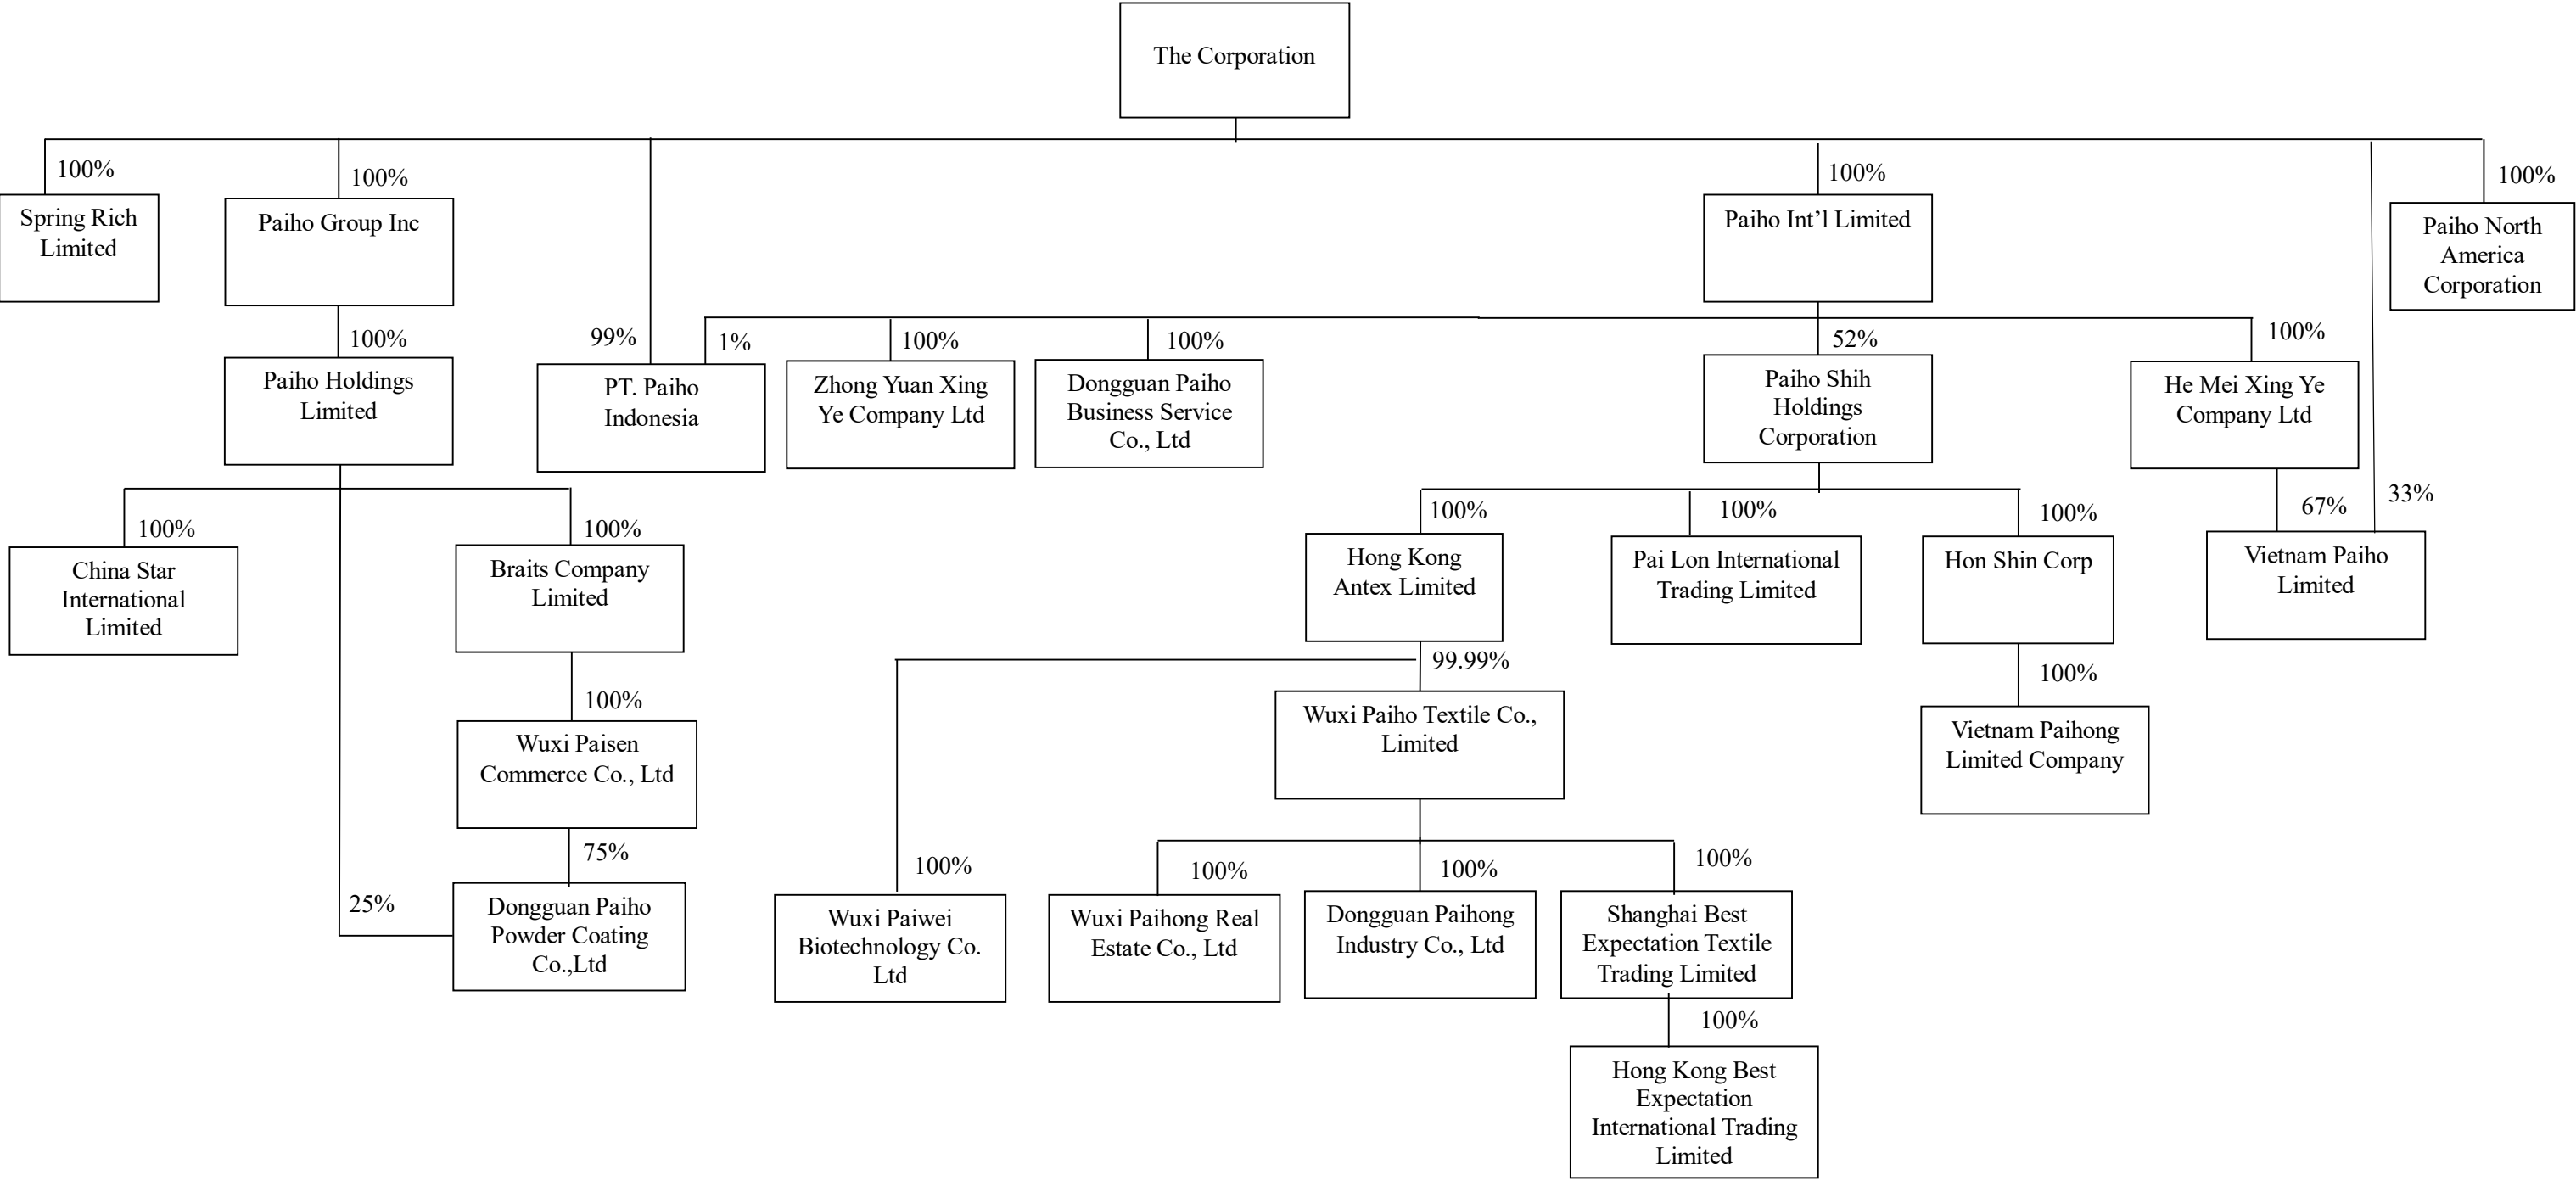 The Corporation
100%
100%
100%
100%
Spring Rich
Limited
Paiho Group Inc
Paiho Int’l Limited
Paiho North
America
Corporation
100%
99%
1%
100%
100%
52%
100%
Paiho Holdings
Limited
PT. Paiho
Indonesia
Zhong Yuan Xing
Ye Company Ltd
Dongguan Paiho
Business Service
Co., Ltd
Paiho Shih
Holdings
Corporation
He Mei Xing Ye
Company Ltd
100%
100%
100%
100%
100%
67%
33%
China Star
International
Limited
Braits Company
Limited
Hong Kong
Antex Limited
Pai Lon International
Trading Limited
Hon Shin Corp
Vietnam Paiho
Limited
100%
99.99%
100%
Wuxi Paisen
Commerce Co., Ltd
Wuxi Paiho Textile Co.,
Limited
Vietnam Paihong
Limited Company
75%
25%
100%
100%
100%
100%
Dongguan Paiho
Powder Coating
Co.,Ltd
Wuxi Paiwei
Biotechnology Co.
Ltd
Wuxi Paihong Real
Estate Co., Ltd
Dongguan Paihong
Industry Co., Ltd
Shanghai Best
Expectation Textile
Trading Limited
100%
Hong Kong Best
Expectation
International Trading
Limited